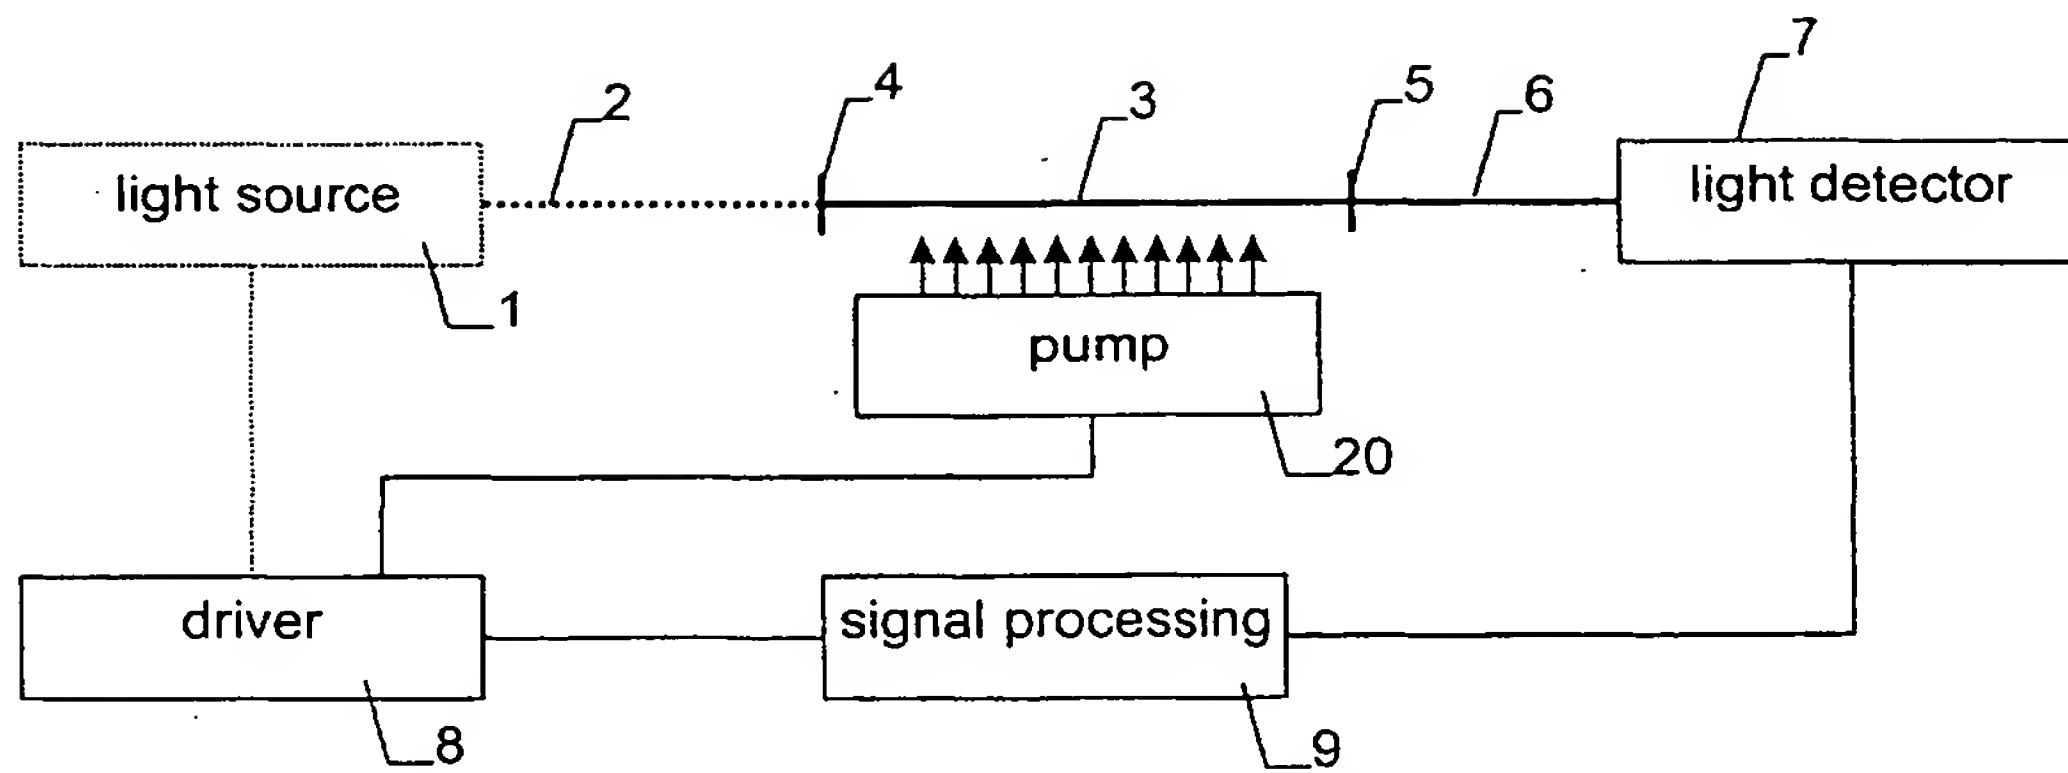 7
4
5
6
2
3
light source
light detector
1
pump
20
driver
signal processing
8
9